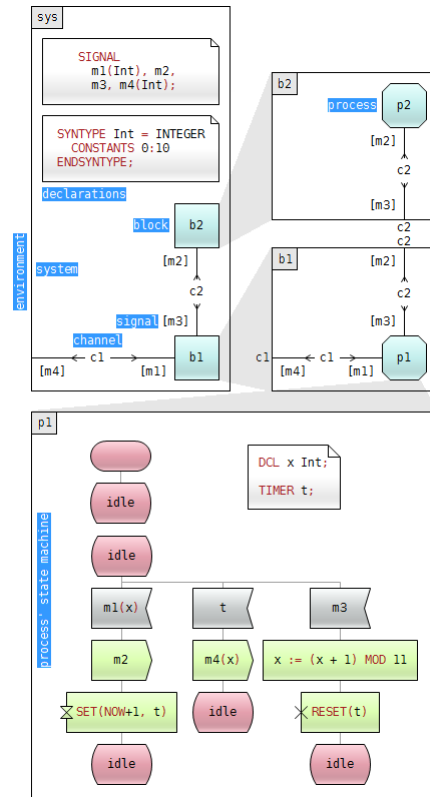 sys
SIGNAL
m1(Int), m2,
m3, m4(Int);
SYNTYPE Int = INTEGER
CONSTANTS 0:10
ENDSYNTYPE;
declarations
block
b2
[m2]
c2
signal [m3]
environment
system
channel
c1
b1
[m4]
[m1]
b2
process
p2
[m2]
c2
[m3]
c2
c2
b1
[m2]
c2
[m3]
c1
c1
p1
[m4]
[m1]
p1
process' state machine
DCL x Int;
TIMER t;
idle
idle
m1(x)
t
m3
m2
m4(x)
x := (x + 1) MOD 11
SET(NOW+1, t)
idle
RESET(t)
idle
idle